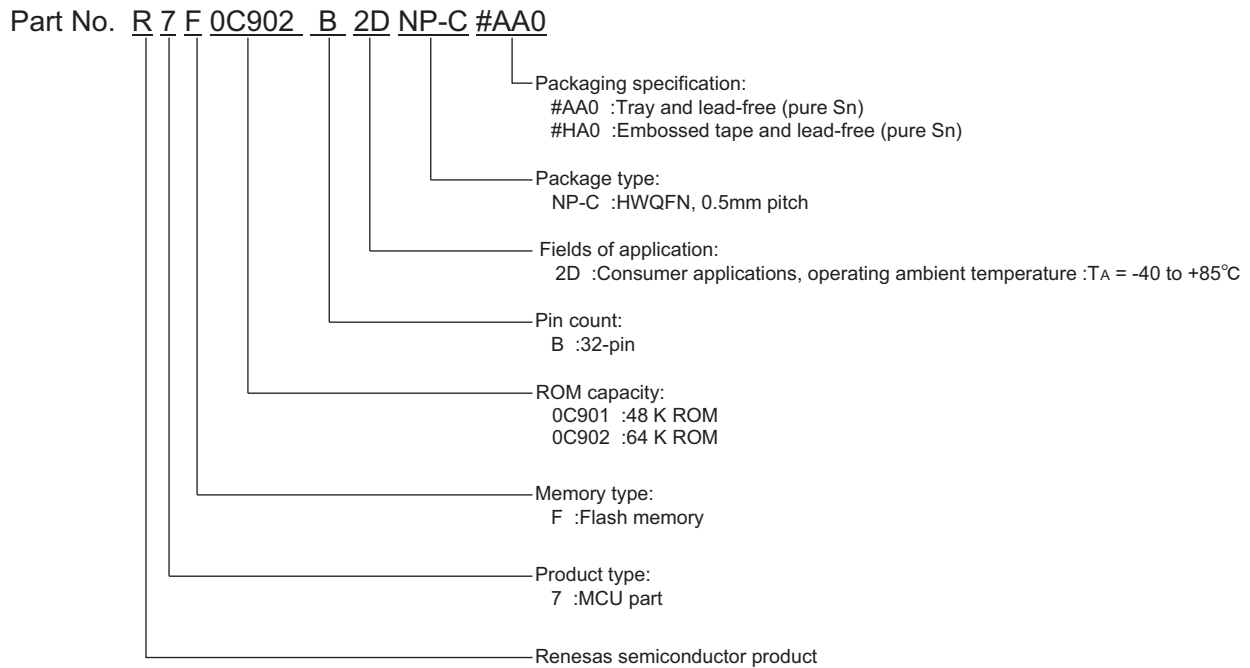 Part No. R 7 F 0C902 B 2D NP-C #AA0
Packaging specification:
#AA0 :Tray and lead-free (pure Sn)
#HA0 :Embossed tape and lead-free (pure Sn)
Package type:
NP-C :HWQFN, 0.5mm pitch
Fields of application:
2D :Consumer applications, operating ambient temperature :TA = -40 to +85°C
Pin count:
B :32-pin
ROM capacity:
0C901 :48 K ROM
0C902 :64 K ROM
Memory type:
F :Flash memory
Product type:
7 :MCU part
Renesas semiconductor product